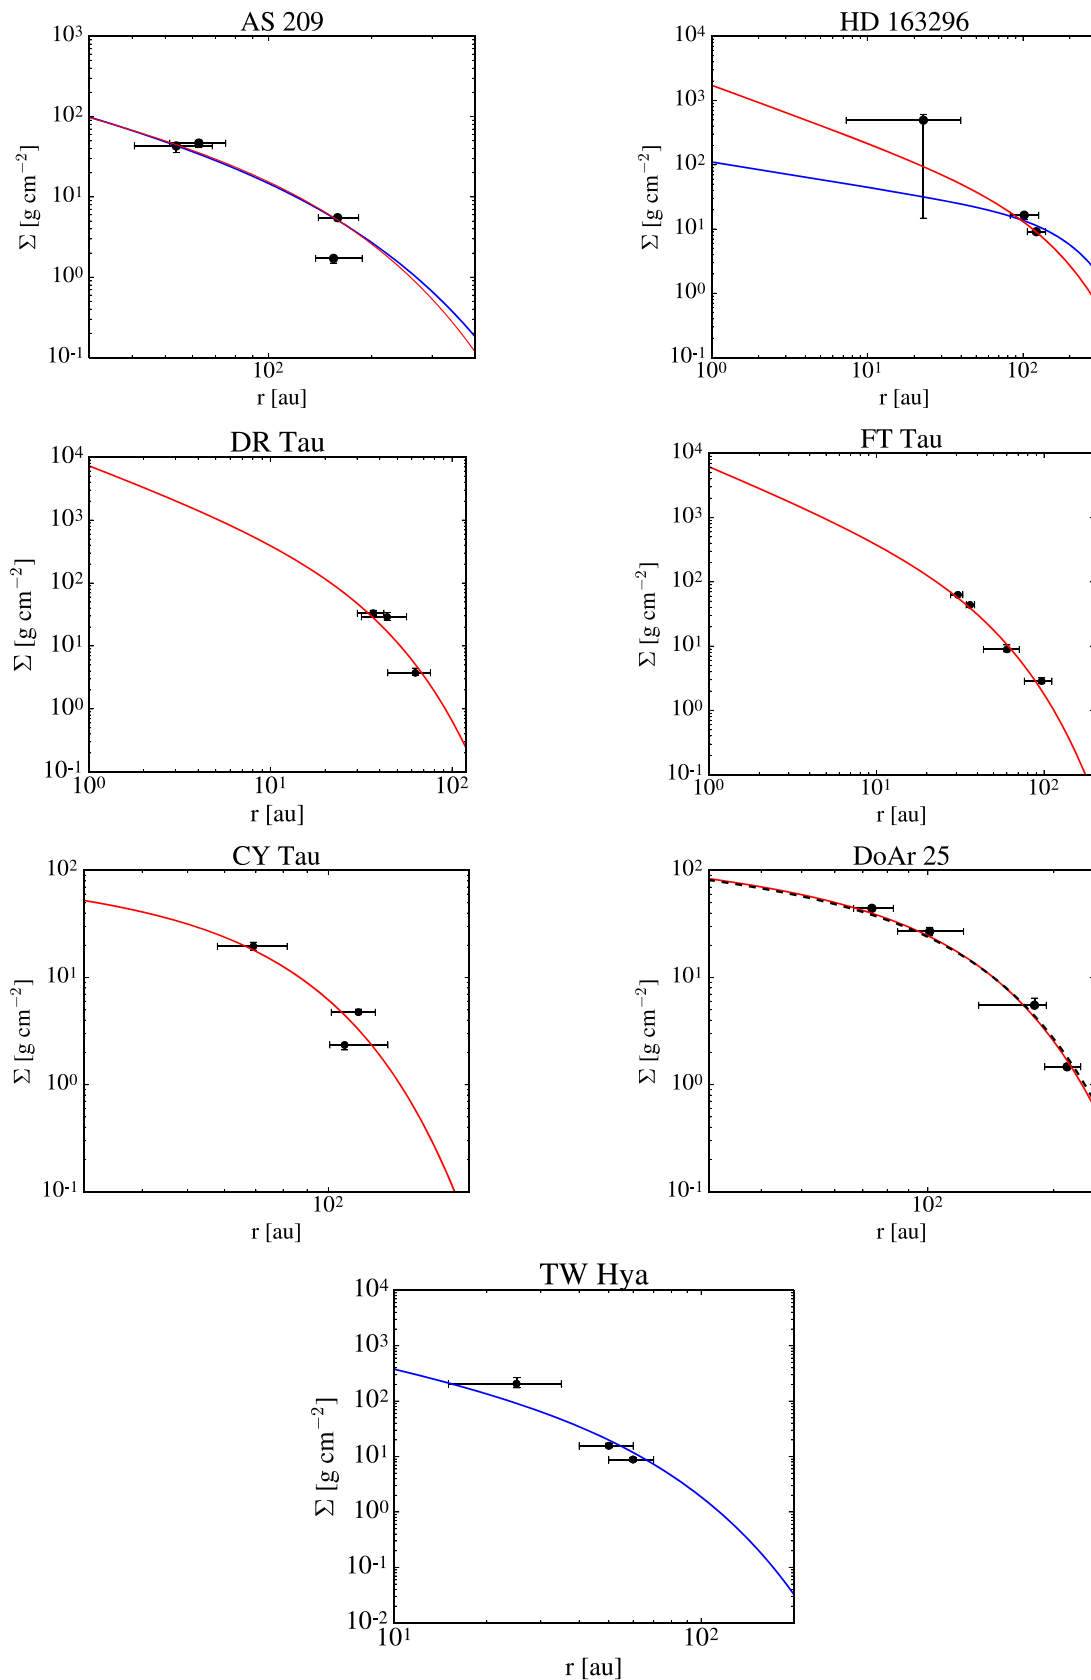 AS 209
10³
10²
10¹
10⁰
10⁻¹
Σ [g cm⁻²]
10²
r [au]
HD 163296
10⁴
10³
10²
10¹
10⁰
10⁻¹
Σ [g cm⁻²]
10⁰ 10¹ 10²
r [au]
DR Tau
10⁴
10³
10²
10¹
10⁰
10⁻¹
Σ [g cm⁻²]
10⁰ 10¹ 10²
r [au]
FT Tau
10⁴
10³
10²
10¹
10⁰
10⁻¹
Σ [g cm⁻²]
10⁰ 10¹ 10²
r [au]
CY Tau
10²
10¹
10⁰
10⁻¹
Σ [g cm⁻²]
10²
r [au]
DoAr 25
10²
10¹
10⁰
10⁻¹
Σ [g cm⁻²]
10²
r [au]
TW Hya
10⁴
10³
10²
10¹
10⁰
10⁻¹
10⁻²
Σ [g cm⁻²]
10¹ 10²
r [au]